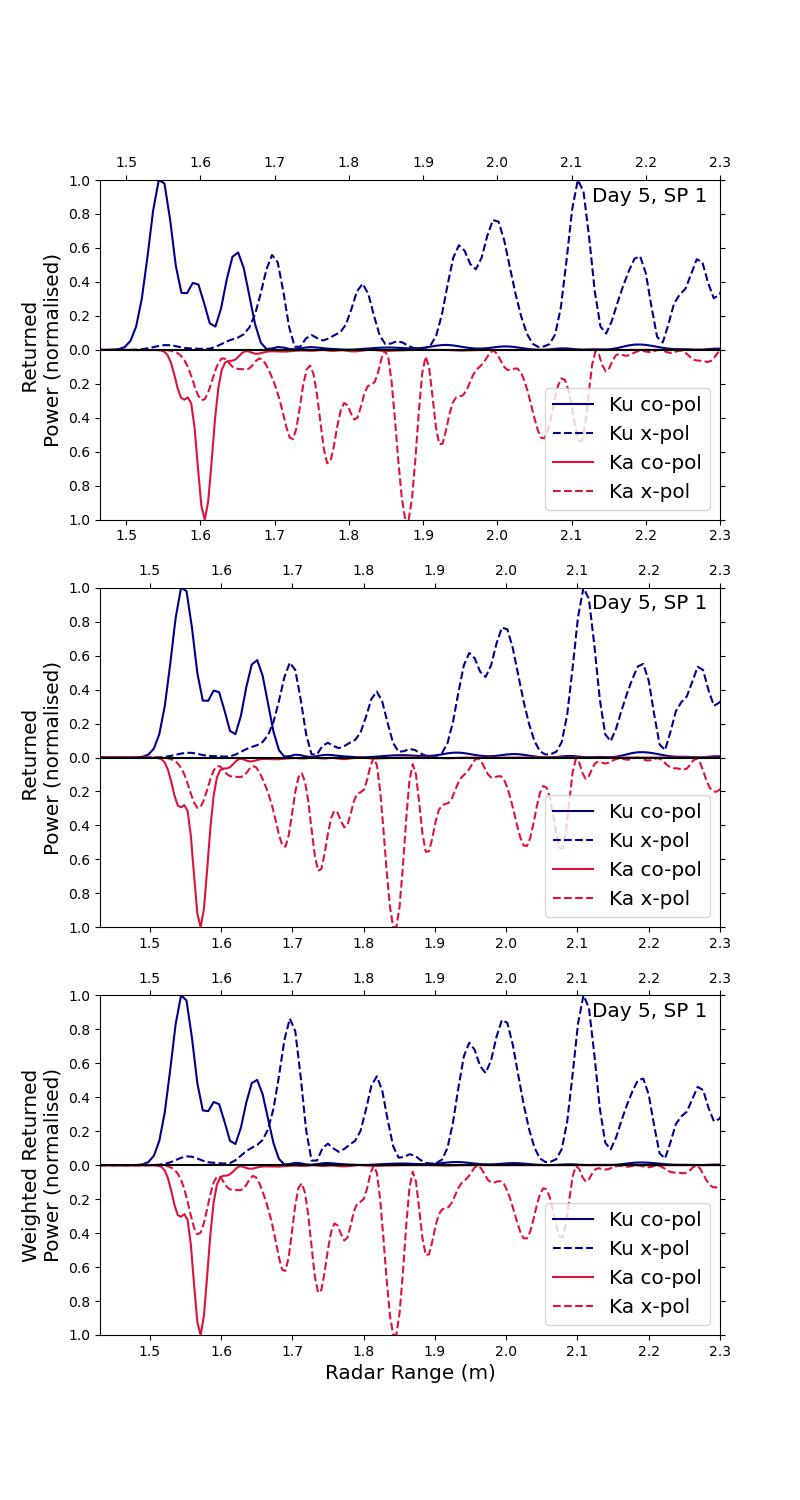 1.5 1.6 1.7 1.8 1.9 2.0 2.1 2.2 2.3
Day 5, SP 1
1.0
0.8
0.6
0.4
0.2
0.0
0.2
0.4
0.6
0.8
1.0
Returned
Power (normalised)
Ku co-pol
Ku x-pol
Ka co-pol
Ka x-pol
1.5 1.6 1.7 1.8 1.9 2.0 2.1 2.2 2.3
1.5 1.6 1.7 1.8 1.9 2.0 2.1 2.2 2.3
Day 5, SP 1
1.0
0.8
0.6
0.4
0.2
0.0
0.2
0.4
0.6
0.8
1.0
Returned
Power (normalised)
Ku co-pol
Ku x-pol
Ka co-pol
Ka x-pol
1.5 1.6 1.7 1.8 1.9 2.0 2.1 2.2 2.3
1.5 1.6 1.7 1.8 1.9 2.0 2.1 2.2 2.3
Day 5, SP 1
1.0
0.8
0.6
0.4
0.2
0.0
0.2
0.4
0.6
0.8
1.0
Weighted Returned
Power (normalised)
Ku co-pol
Ku x-pol
Ka co-pol
Ka x-pol
1.5 1.6 1.7 1.8 1.9 2.0 2.1 2.2 2.3
Radar Range (m)